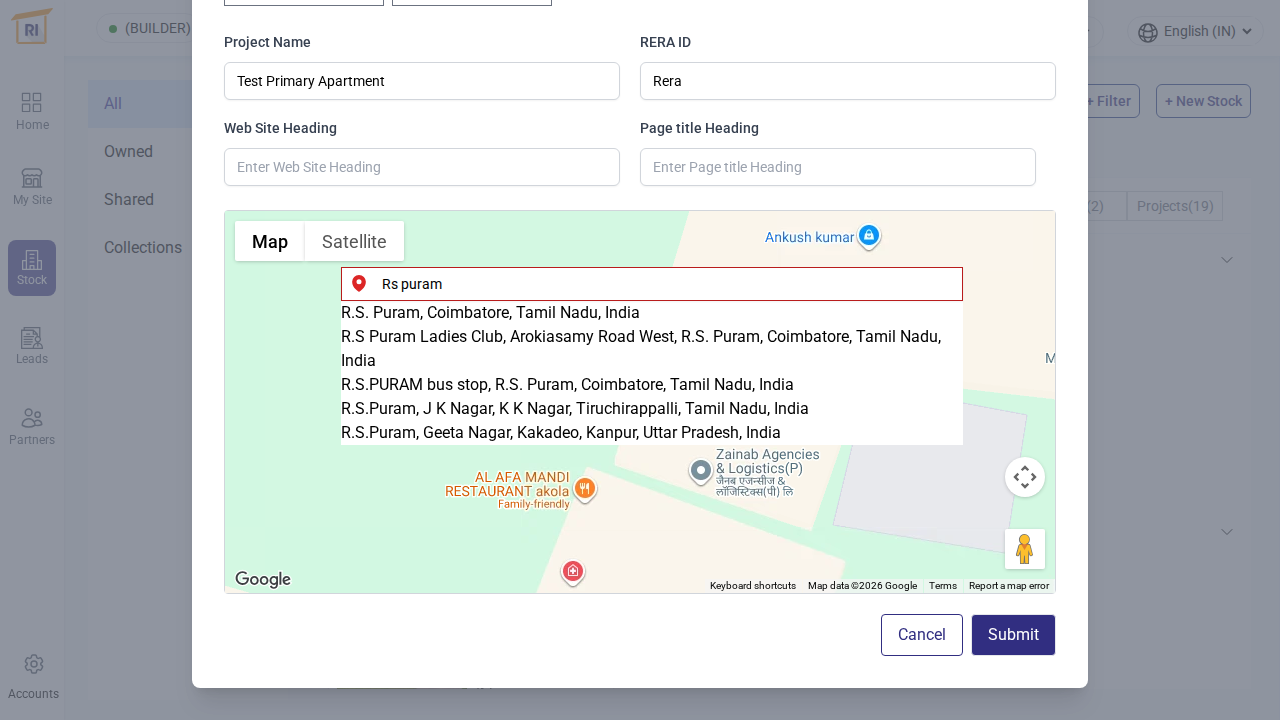 RI
(BUILDER)
English (IN)
Home
My Site
Stock
Leads
Partners
Accounts
All
Owned
Shared
Collections
+ Filter
+ New Stock
(2)
Projects(19)
Project Name
RERA ID
Test Primary Apartment
Rera
Web Site Heading
Page title Heading
Enter Web Site Heading
Enter Page title Heading
Map
Satellite
Ankush kumar
Rs puram
R.S. Puram, Coimbatore, Tamil Nadu, India
R.S Puram Ladies Club, Arokiasamy Road West, R.S. Puram, Coimbatore, Tamil Nadu,
India
R.S.PURAM bus stop, R.S. Puram, Coimbatore, Tamil Nadu, India
R.S.Puram, J K Nagar, K K Nagar, Tiruchirappalli, Tamil Nadu, India
R.S.Puram, Geeta Nagar, Kakadeo, Kanpur, Uttar Pradesh, India
M
Zainab Agencies
& Logistics(P)
जैनब एजन्सीज &
लॉजिस्टिक्स(पी) लि
AL AFA MANDI
RESTAURANT akola
Family-friendly
Google
Keyboard shortcuts
Map data ©2026 Google
Terms
Report a map error
Cancel
Submit